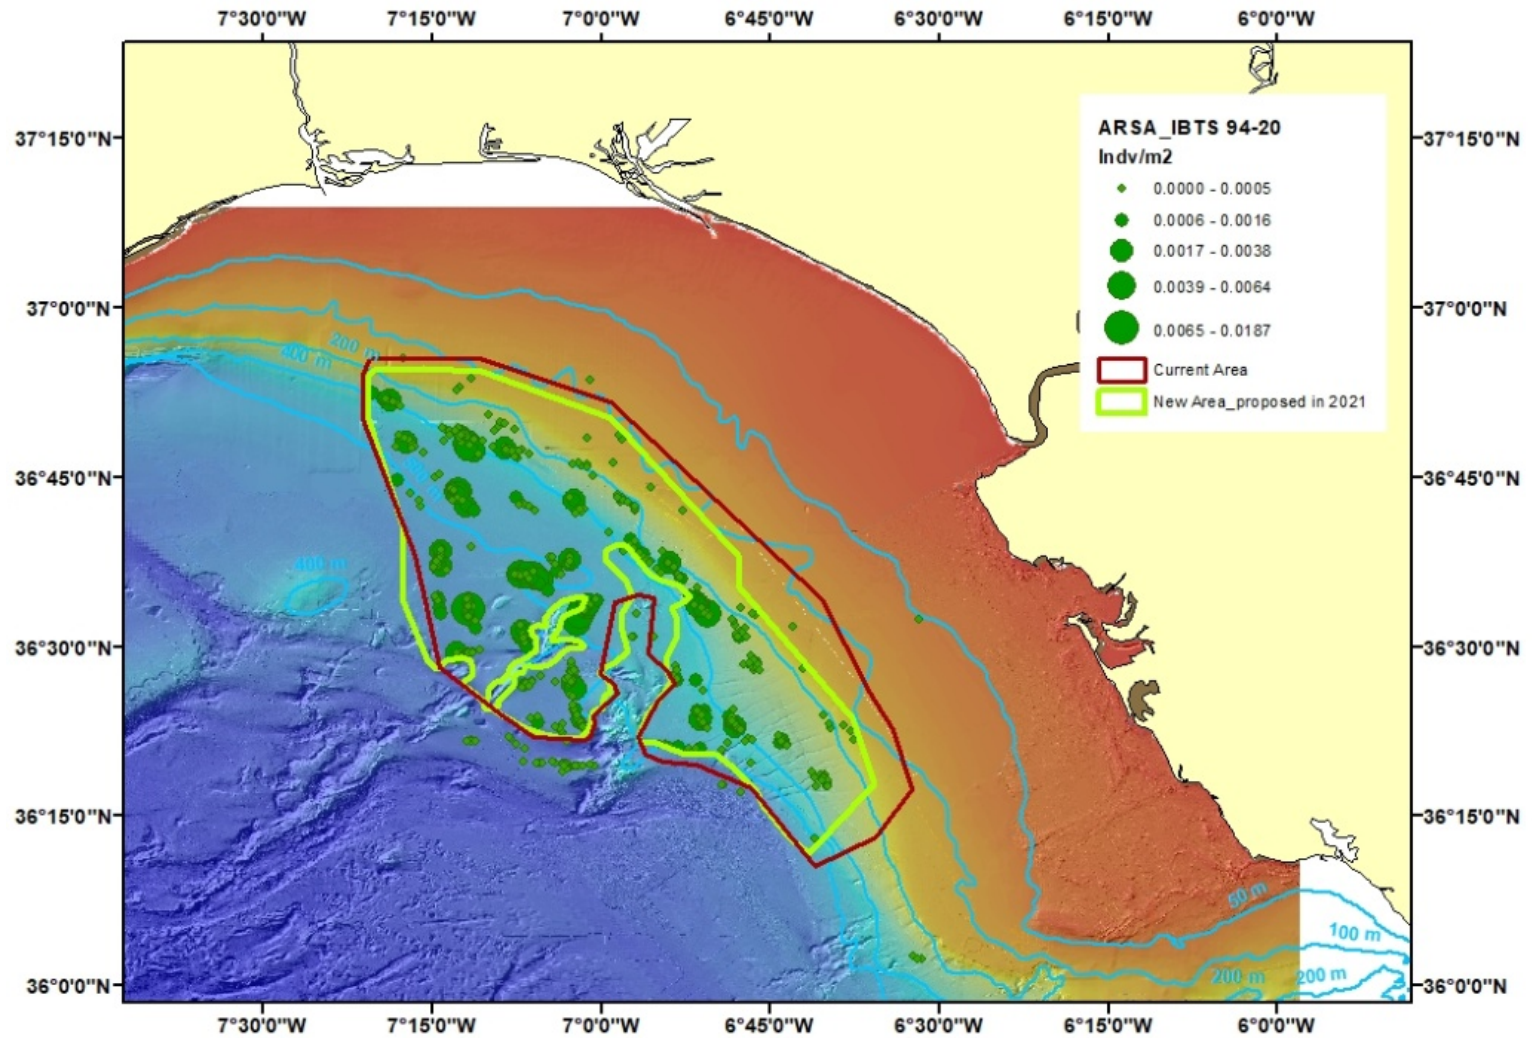 7°30'0"W 7°15'0"W 7°0'0"W 6°45'0"W 6°30'0"W 6°15'0"W 6°0'0"W
37°15'0"N 37°15'0"N
ARSA_IBTS 94-20
Indv/m2
0.0000 - 0.0005
0.0006 - 0.0016
0.0017 - 0.0038
0.0039 - 0.0064
0.0065 - 0.0187
Current Area
New Area_proposed in 2021
37°0'0"N 37°0'0"N
200 m
400 m
36°45'0"N 36°45'0"N
400 m
36°30'0"N 36°30'0"N
36°15'0"N 36°15'0"N
50 m
100 m
200 m 200 m
36°0'0"N 36°0'0"N
7°30'0"W 7°15'0"W 7°0'0"W 6°45'0"W 6°30'0"W 6°15'0"W 6°0'0"W